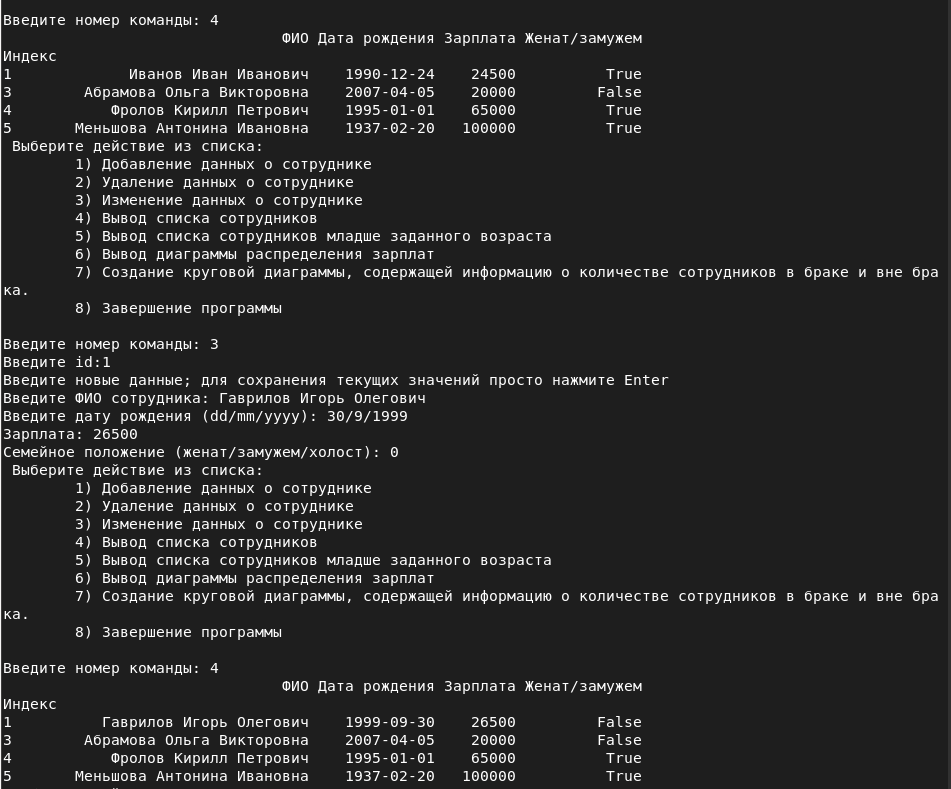 Введите номер команды: 4
ФИО Дата рождения Зарплата Женат/замужем
Индекс
1 Иванов Иван Иванович 1990-12-24 24500 True
3 Абрамова Ольга Викторовна 2007-04-05 20000 False
4 Фролов Кирилл Петрович 1995-01-01 65000 True
5 Меньшова Антонина Ивановна 1937-02-20 100000 True
Выберите действие из списка:
1) Добавление данных о сотруднике
2) Удаление данных о сотруднике
3) Изменение данных о сотруднике
4) Вывод списка сотрудников
5) Вывод списка сотрудников младше заданного возраста
6) Вывод диаграммы распределения зарплат
7) Создание круговой диаграммы, содержащей информацию о количестве сотрудников в браке и вне бра
ка.
8) Завершение программы
Введите номер команды: 3
Введите id:1
Введите новые данные; для сохранения текущих значений просто нажмите Enter
Введите ФИО сотрудника: Гаврилов Игорь Олегович
Введите дату рождения (dd/mm/yyyy): 30/9/1999
Зарплата: 26500
Семейное положение (женат/замужем/холост): 0
Выберите действие из списка:
1) Добавление данных о сотруднике
2) Удаление данных о сотруднике
3) Изменение данных о сотруднике
4) Вывод списка сотрудников
5) Вывод списка сотрудников младше заданного возраста
6) Вывод диаграммы распределения зарплат
7) Создание круговой диаграммы, содержащей информацию о количестве сотрудников в браке и вне бра
ка.
8) Завершение программы
Введите номер команды: 4
ФИО Дата рождения Зарплата Женат/замужем
Индекс
1 Гаврилов Игорь Олегович 1999-09-30 26500 False
3 Абрамова Ольга Викторовна 2007-04-05 20000 False
4 Фролов Кирилл Петрович 1995-01-01 65000 True
5 Меньшова Антонина Ивановна 1937-02-20 100000 True